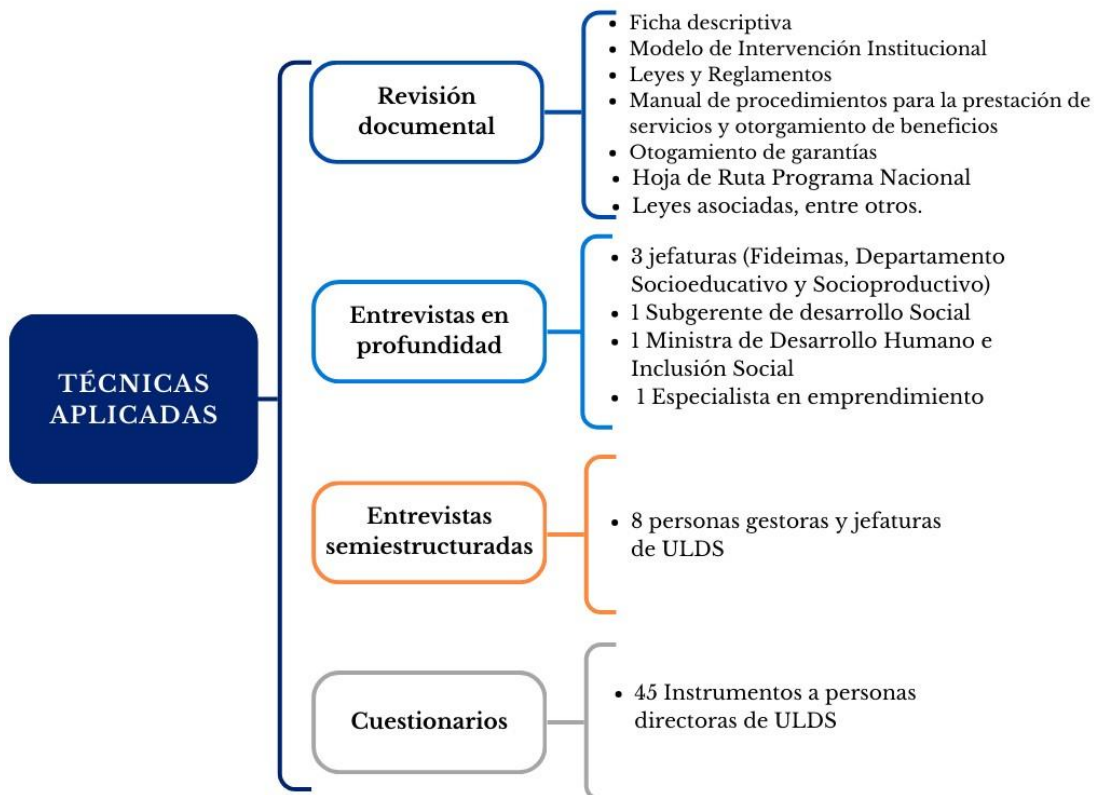 TÉCNICAS
APLICADAS
Revisión
documental
• Ficha descriptiva
• Modelo de Intervención Institucional
• Leyes y Reglamentos
• Manual de procedimientos para la prestación de
servicios y otorgamiento de beneficios
• Otogamiento de garantías
• Hoja de Ruta Programa Nacional
• Leyes asociadas, entre otros.
Entrevistas en
profundidad
• 3 jefaturas (Fideimas, Departamento
Socioeducativo y Socioproductivo)
• 1 Subgerente de desarrollo Social
• 1 Ministra de Desarrollo Humano e
Inclusión Social
• 1 Especialista en emprendimiento
Entrevistas
semiestructuradas
• 8 personas gestoras y jefaturas
de ULDS
Cuestionarios
• 45 Instrumentos a personas
directoras de ULDS